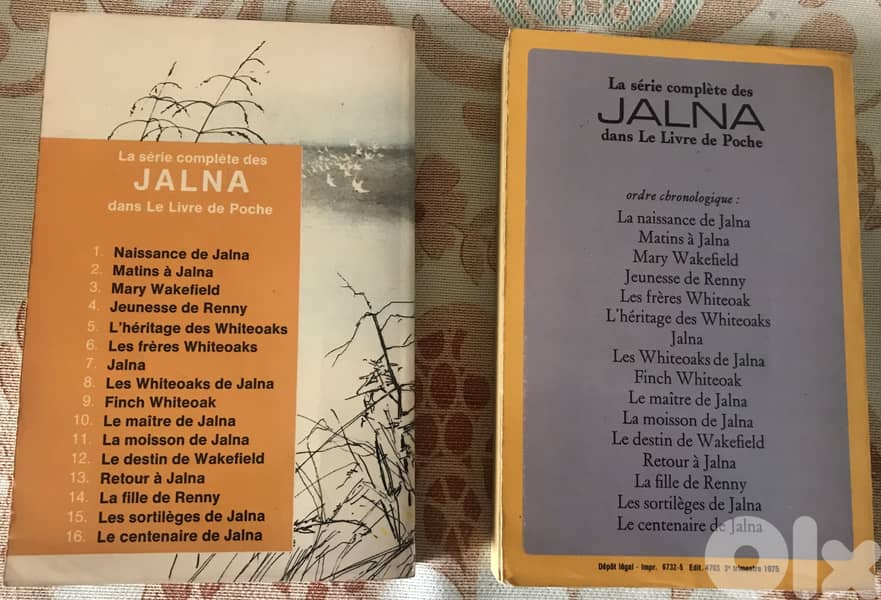 La série complète des
JALNA
dans Le Livre de Poche
1. Naissance de Jalna
2. Matins à Jalna
3. Mary Wakefield
4. Jeunesse de Renny
5. L'héritage des Whiteoaks
6. Les frères Whiteoaks
7. Jalna
8. Les Whiteoaks de Jalna
9. Finch Whiteoak
10. Le maître de Jalna
11. La moisson de Jalna
12. Le destin de Wakefield
13. Retour à Jalna
14. La fille de Renny
15. Les sortilèges de Jalna
16. Le centenaire de Jalna
La série complète des
JALNA
dans Le Livre de Poche
ordre chronologique :
La naissance de Jalna
Matins à Jalna
Mary Wakefield
Jeunesse de Renny
Les frères Whiteoak
L'héritage des Whiteoaks
Jalna
Les Whiteoaks de Jalna
Finch Whiteoak
Le maître de Jalna
La moisson de Jalna
Le destin de Wakefield
Retour à Jalna
La fille de Renny
Les sortilèges de Jalna
Le centenaire de Jalna
Dépôt légal - Impr. 6732-5 Edit. 4765 3e trimestre 1975
olx